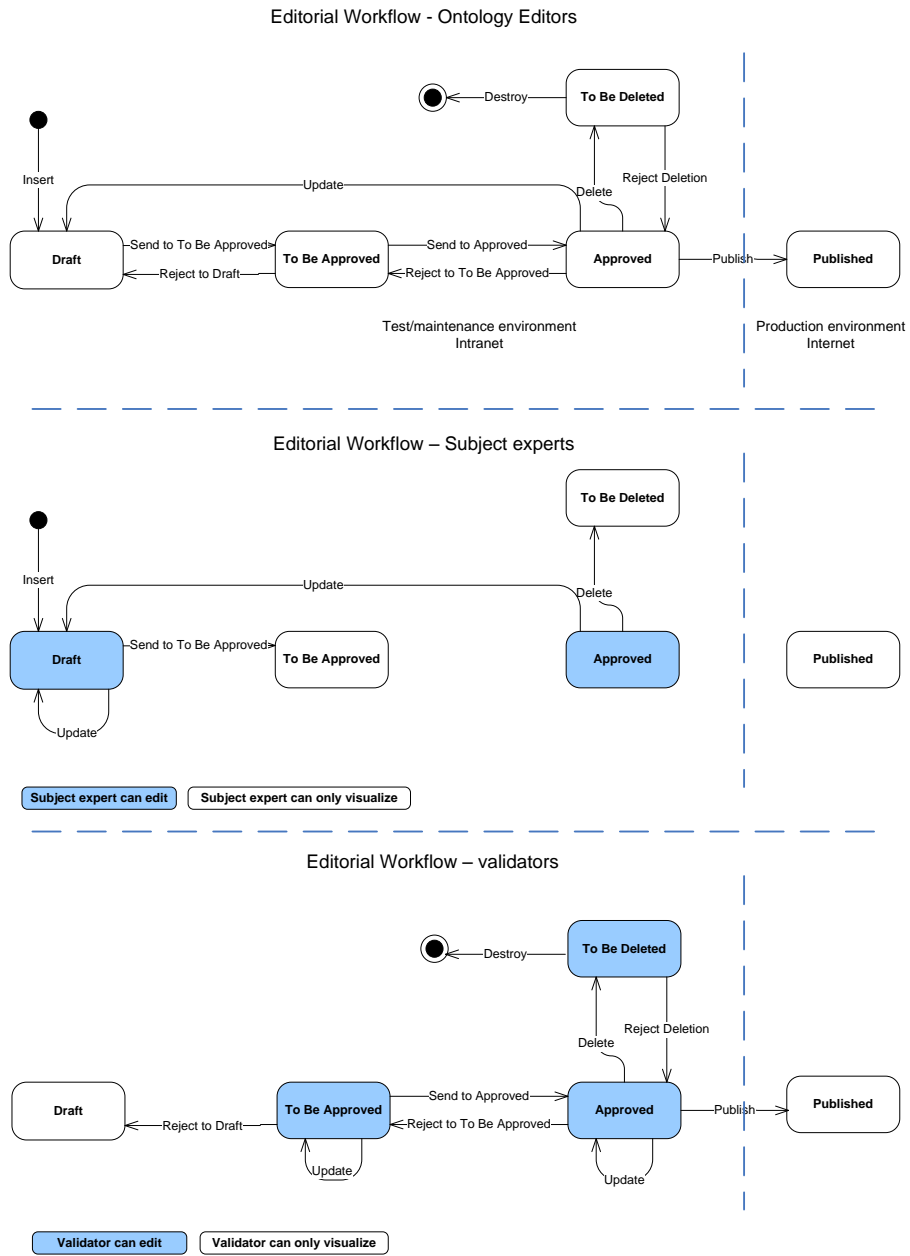 Editorial Workflow - Ontology Editors
To Be Deleted
Destroy
Insert
Update
Delete
Reject Deletion
Draft
Send to To Be Approved
Reject to Draft
To Be Approved
Send to Approved
Reject to To Be Approved
Approved
Publish
Published
Test/maintenance environment
Intranet
Production environment
Internet
Editorial Workflow – Subject experts
To Be Deleted
Insert
Update
Delete
Draft
Send to To Be Approved
To Be Approved
Approved
Published
Update
Subject expert can edit
Subject expert can only visualize
Editorial Workflow – validators
To Be Deleted
Destroy
Reject Deletion
Delete
Draft
Reject to Draft
To Be Approved
Send to Approved
Reject to To Be Approved
Approved
Publish
Published
Update
Update
Validator can edit
Validator can only visualize